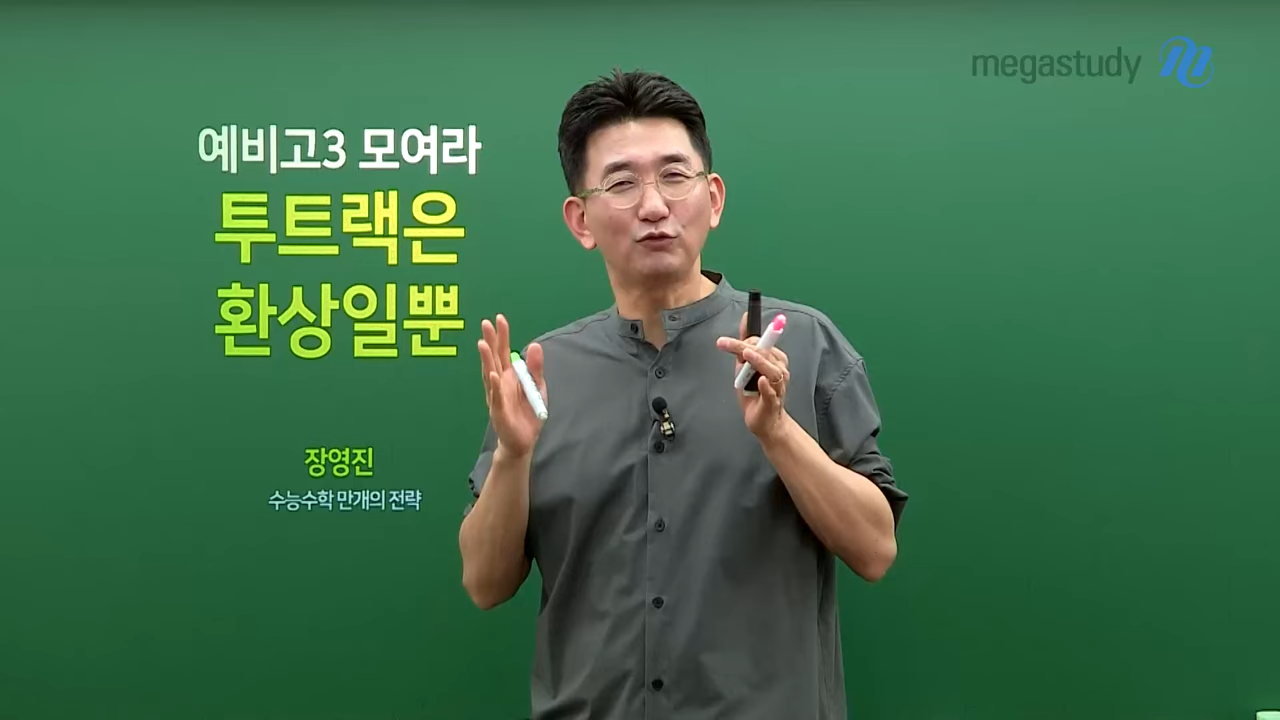 megastudy
예비고3 모여라
투트랙은
환상일뿐
장영진
수능수학 만개의 전략